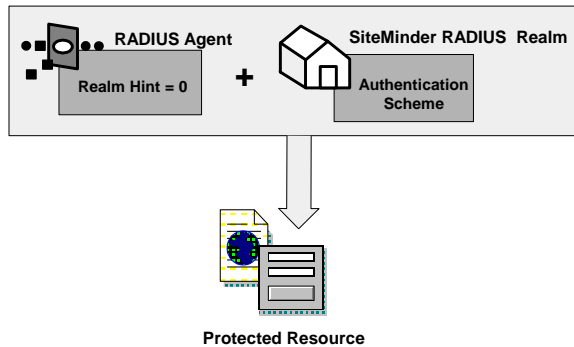 RADIUS Agent
Realm Hint = 0
+
SiteMinder RADIUS Realm
Authentication
Scheme
Protected Resource